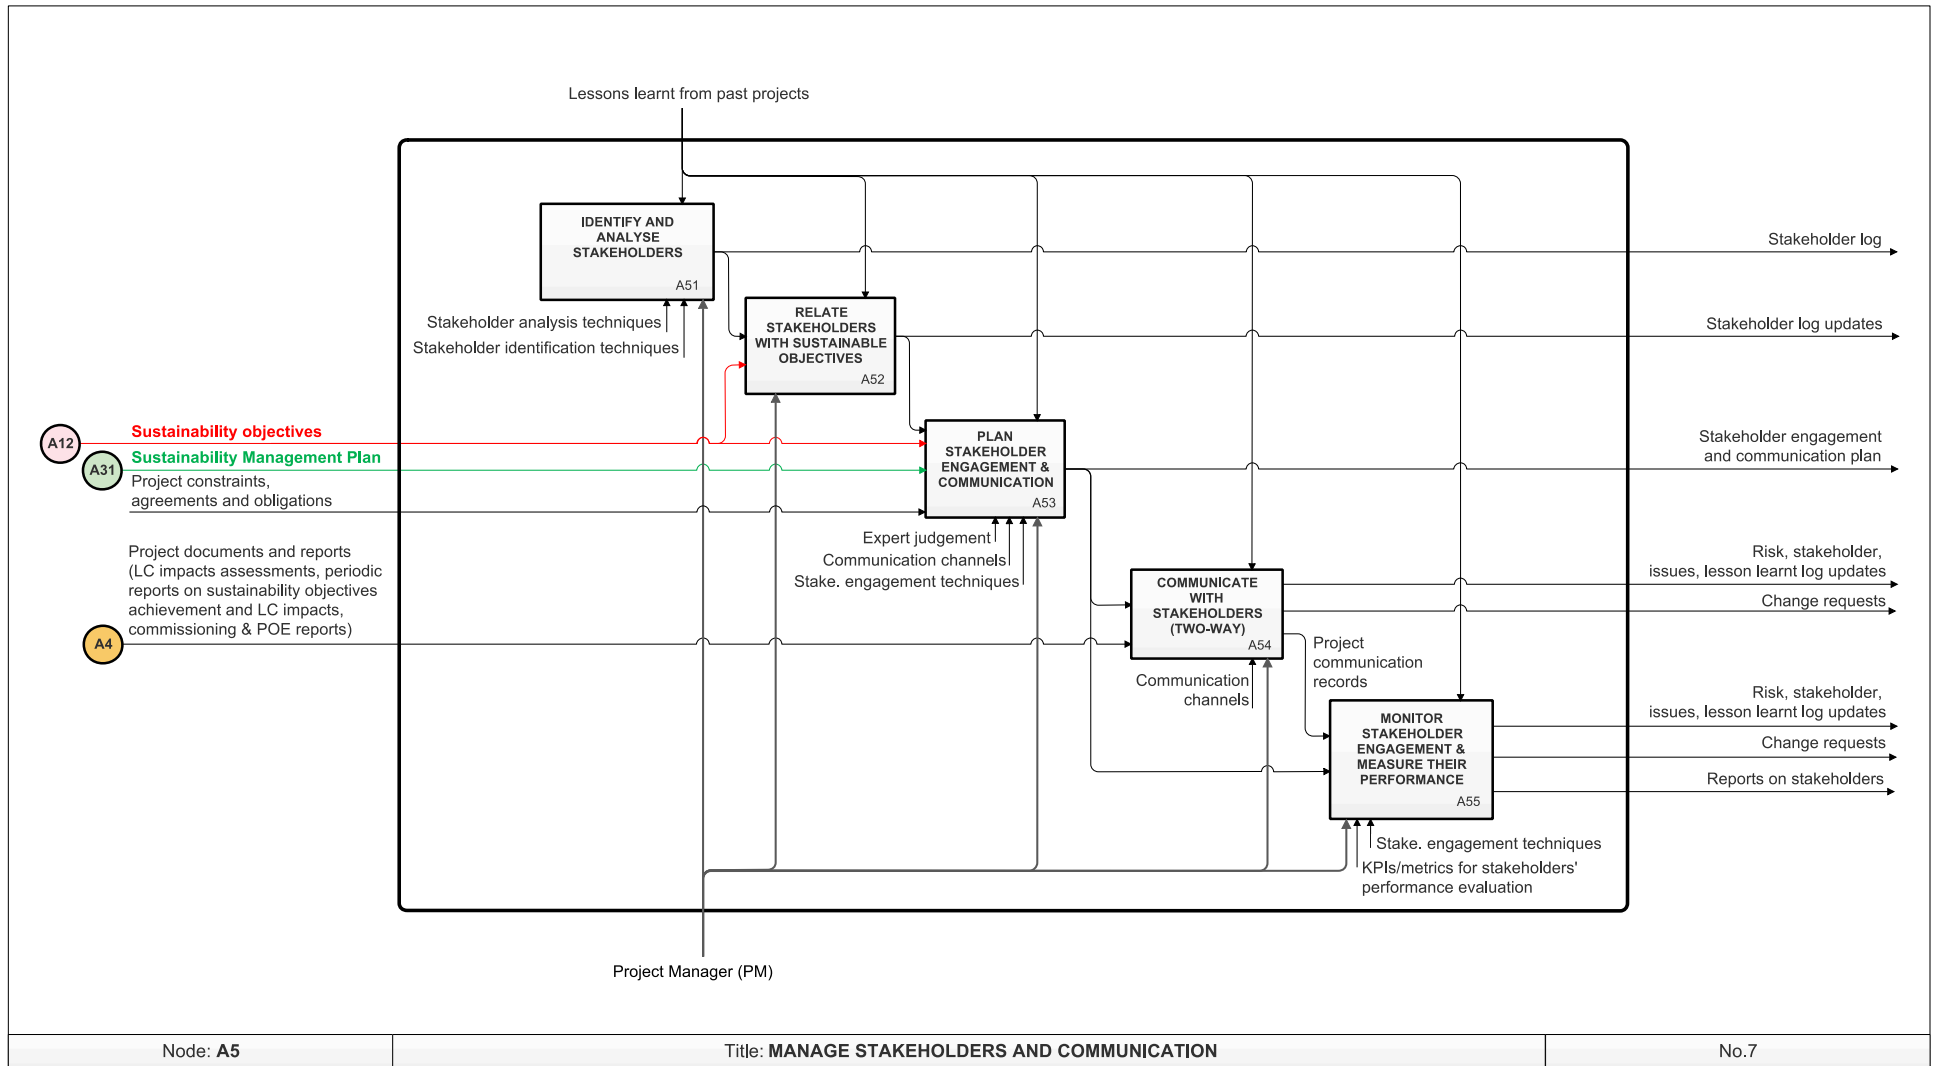 Lessons learnt from past projects
IDENTIFY AND
ANALYSE
STAKEHOLDERS
A51
Stakeholder log
Stakeholder analysis techniques
Stakeholder identification techniques
RELATE
STAKEHOLDERS
WITH SUSTAINABLE
OBJECTIVES
A52
Stakeholder log updates
A12
Sustainability objectives
A31
Sustainability Management Plan
Project constraints,
agreements and obligations
PLAN
STAKEHOLDER
ENGAGEMENT &
COMMUNICATION
A53
Stakeholder engagement
and communication plan
Expert judgement
Communication channels
Stake. engagement techniques
Project documents and reports
(LC impacts assessments, periodic
reports on sustainability objectives
achievement and LC impacts,
commissioning & POE reports)
A4
COMMUNICATE
WITH
STAKEHOLDERS
(TWO-WAY)
A54
Risk, stakeholder,
issues, lesson learnt log updates
Change requests
Communication
channels
Project
communication
records
MONITOR
STAKEHOLDER
ENGAGEMENT &
MEASURE THEIR
PERFORMANCE
A55
Risk, stakeholder,
issues, lesson learnt log updates
Change requests
Reports on stakeholders
Stake. engagement techniques
KPIs/metrics for stakeholders'
performance evaluation
Project Manager (PM)
Node: A5
Title: MANAGE STAKEHOLDERS AND COMMUNICATION
No.7